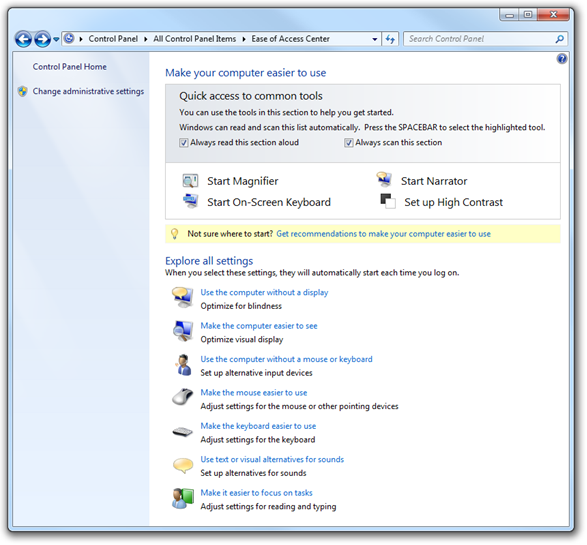 Control Panel All Control Panel Items Ease of Access Center
Search Control Panel
Control Panel Home
Change administrative settings
Make your computer easier to use
Quick access to common tools
You can use the tools in this section to help you get started.
Windows can read and scan this list automatically. Press the SPACEBAR to select the highlighted tool.
Always read this section aloud Always scan this section
Start Magnifier Start Narrator
Start On-Screen Keyboard Set up High Contrast
Not sure where to start? Get recommendations to make your computer easier to use
Explore all settings
When you select these settings, they will automatically start each time you log on.
Use the computer without a display
Optimize for blindness
Make the computer easier to see
Optimize visual display
Use the computer without a mouse or keyboard
Set up alternative input devices
Make the mouse easier to use
Adjust settings for the mouse or other pointing devices
Make the keyboard easier to use
Adjust settings for the keyboard
Use text or visual alternatives for sounds
Set up alternatives for sounds
Make it easier to focus on tasks
Adjust settings for reading and typing